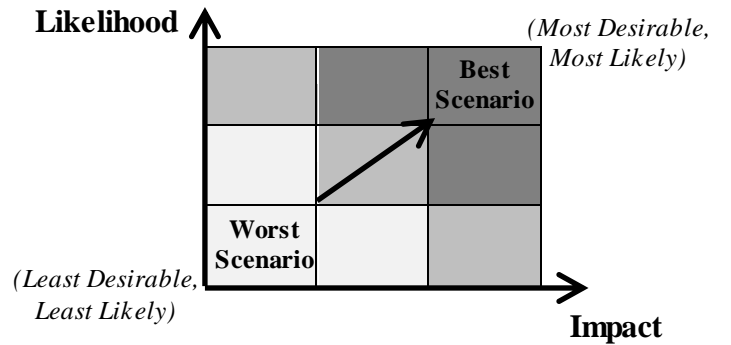 Likelihood
(Most Desirable,
Most Likely)
Best
Scenario
Worst
Scenario
(Least Desirable,
Least Likely)
Impact